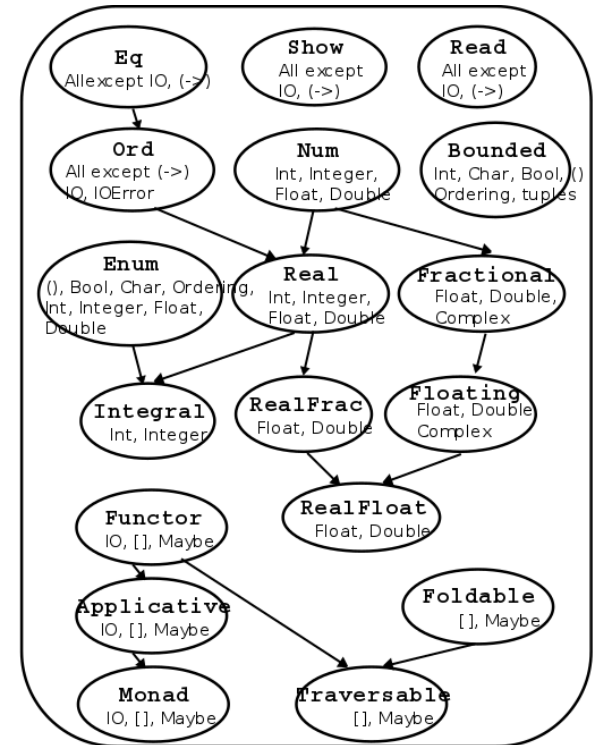 Eq
Allexcept IO, (->)
Show
All except
IO, (->)
Read
All except
IO, (->)
Ord
All except (->)
IO, IOError
Num
Int, Integer,
Float, Double
Bounded
Int, Char, Bool, ()
Ordering, tuples
Enum
(), Bool, Char, Ordering,
Int, Integer, Float,
Double
Real
Int, Integer,
Float, Double
Fractional
Float, Double,
Complex
Integral
Int, Integer
RealFrac
Float, Double
Floating
Float, Double
Complex
RealFloat
Float, Double
Functor
IO, [], Maybe
Applicative
IO, [], Maybe
Foldable
[], Maybe
Monad
IO, [], Maybe
Traversable
[], Maybe